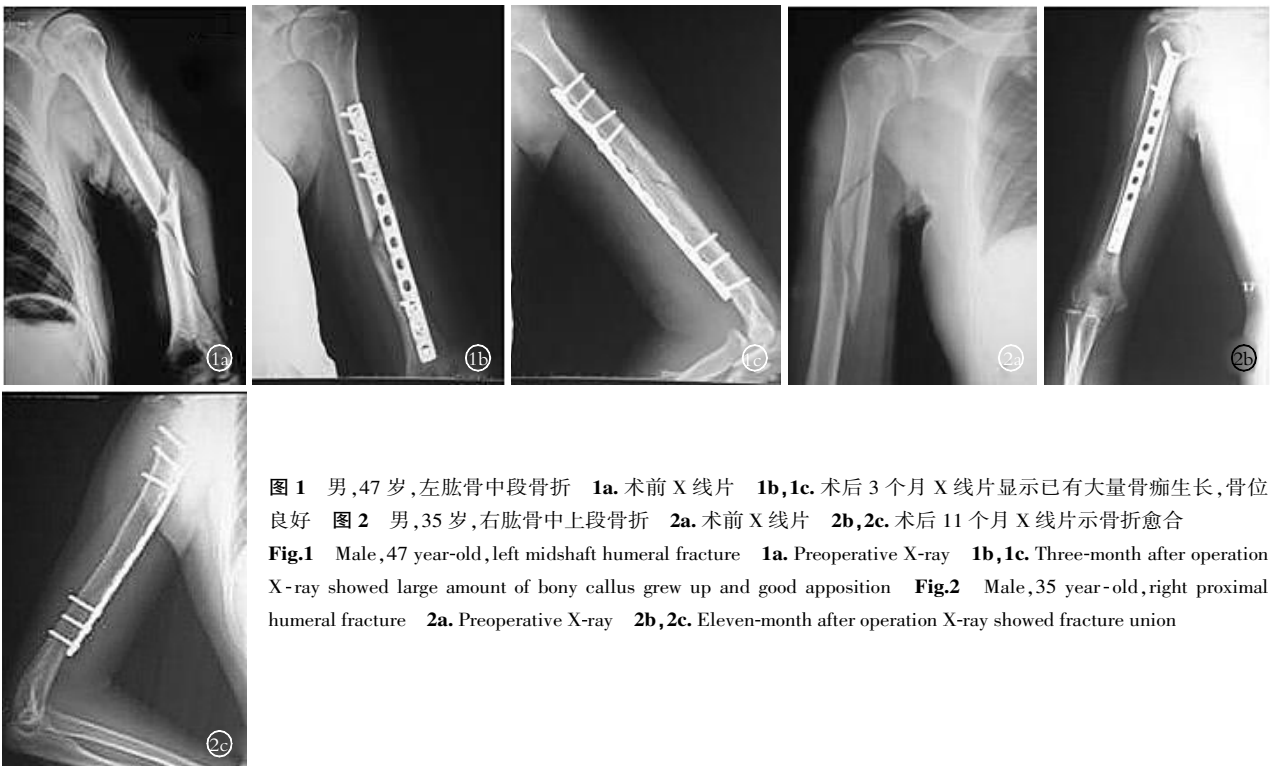 1a
1b
1c
2a
2b
17
2c
图 1 男,47 岁,左肱骨中段骨折 1a. 术前 X 线片 1b,1c. 术后 3 个月 X 线片显示已有大量骨痂生长,骨位
良好 图 2 男,35 岁,右肱骨中上段骨折 2a. 术前 X 线片 2b,2c. 术后 11 个月 X 线片示骨折愈合
Fig.1 Male,47 year-old,left midshaft humeral fracture 1a. Preoperative X-ray 1b,1c. Three-month after operation
X-ray showed large amount of bony callus grew up and good apposition Fig.2 Male,35 year-old,right proximal
humeral fracture 2a. Preoperative X-ray 2b,2c. Eleven-month after operation X-ray showed fracture union